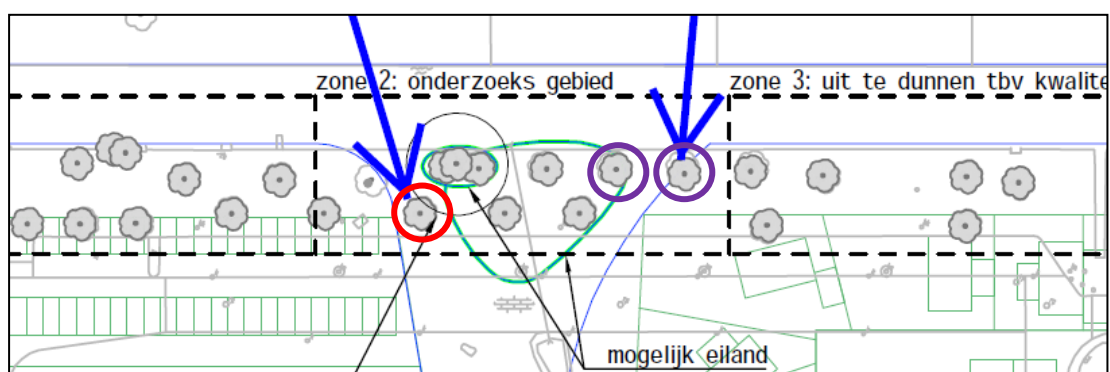 zone 2: onderzoeks gebied
zone 3: uit te dunnen tbv kwalite
mogelijk eiland